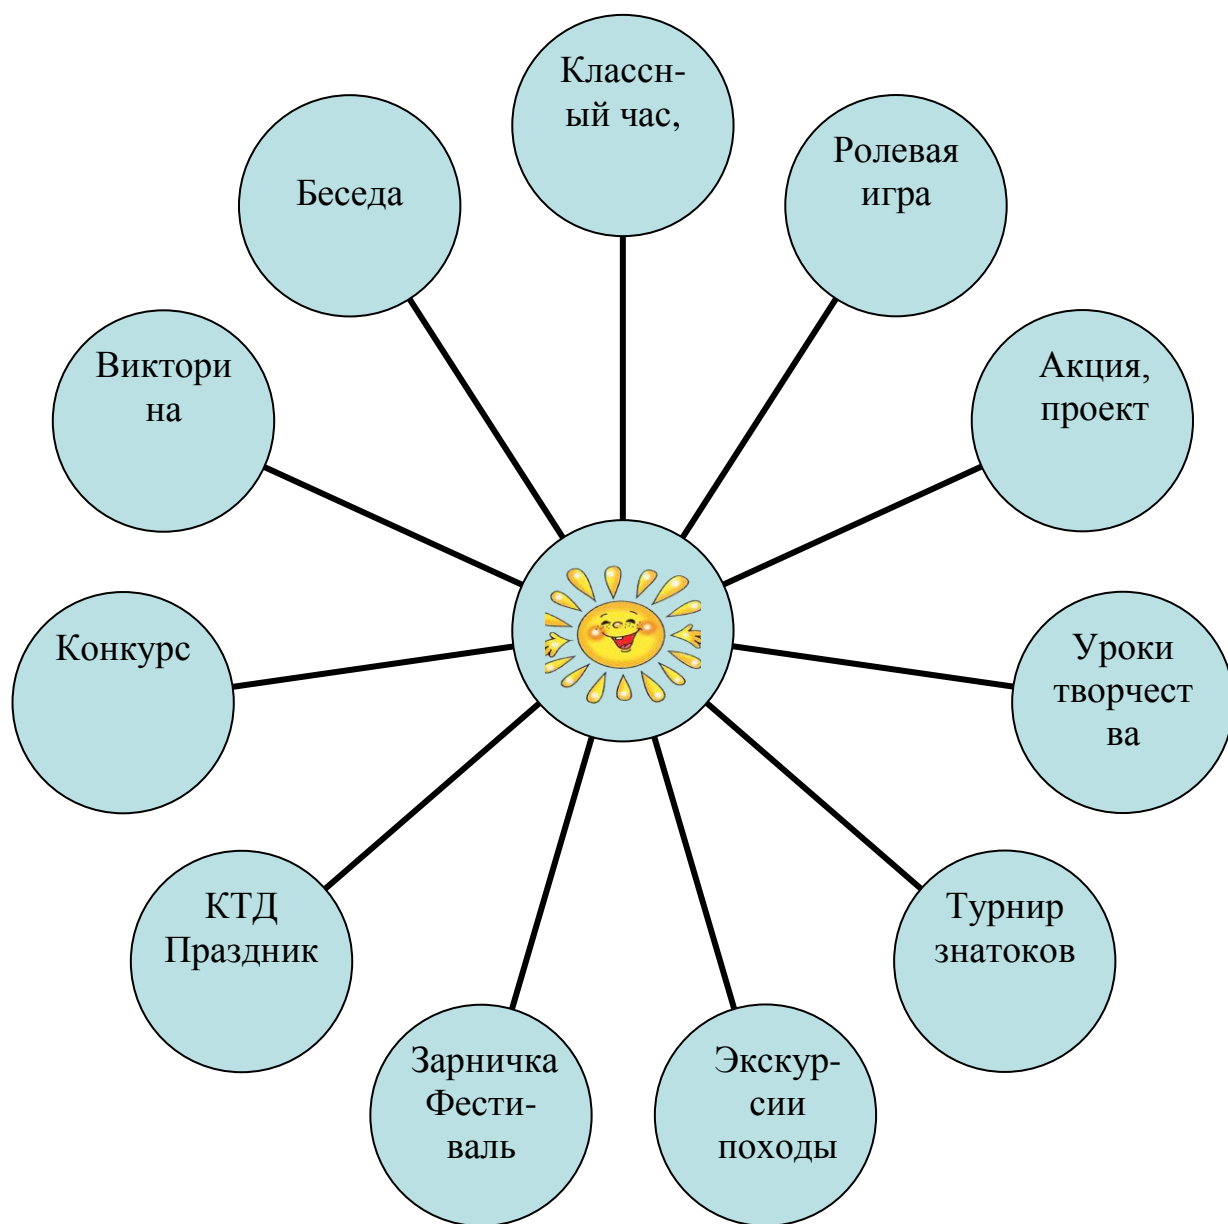 Классн-
ый час,
Ролевая
игра
Акция,
проект
Уроки
творчест
ва
Турнир
знатоков
Экскур-
сии
походы
Зарничка
Фести-
валь
КТД
Праздник
Конкурс
Виктори
на
Беседа